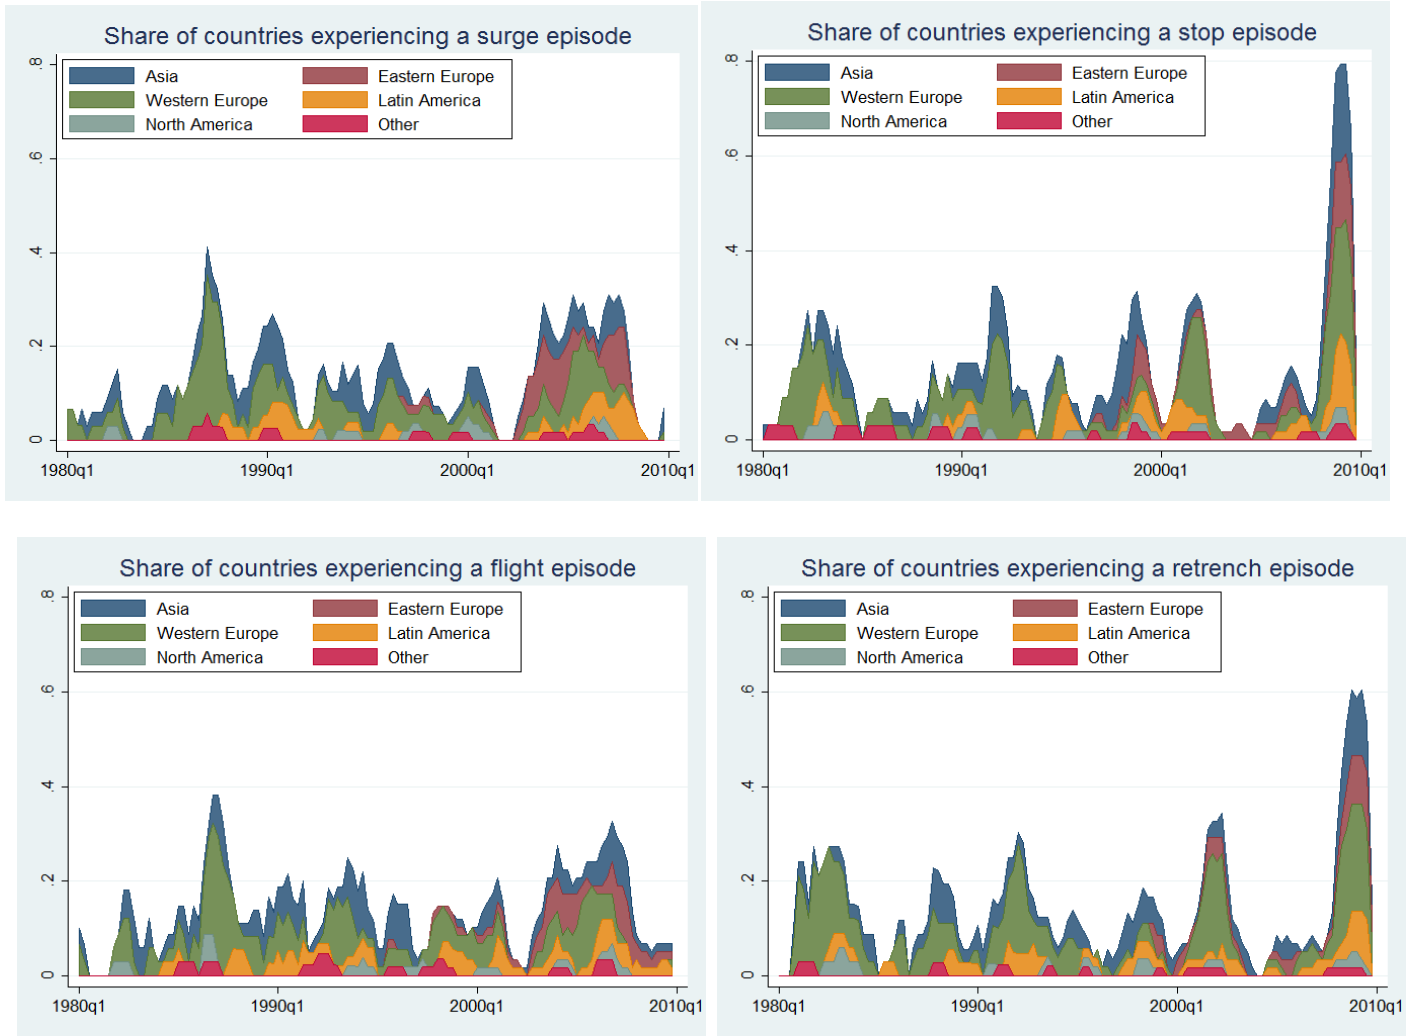 Share of countries experiencing a surge episode
.8
Asia
Eastern Europe
Western Europe
Latin America
North America
Other
.6
.4
.2
0
1980q1
1990q1
2000q1
2010q1
Share of countries experiencing a stop episode
.8
Asia
Eastern Europe
Western Europe
Latin America
North America
Other
.6
.4
.2
0
1980q1
1990q1
2000q1
2010q1
Share of countries experiencing a flight episode
.8
Asia
Eastern Europe
Western Europe
Latin America
North America
Other
.6
.4
.2
0
1980q1
1990q1
2000q1
2010q1
Share of countries experiencing a retrench episode
.8
Asia
Eastern Europe
Western Europe
Latin America
North America
Other
.6
.4
.2
0
1980q1
1990q1
2000q1
2010q1